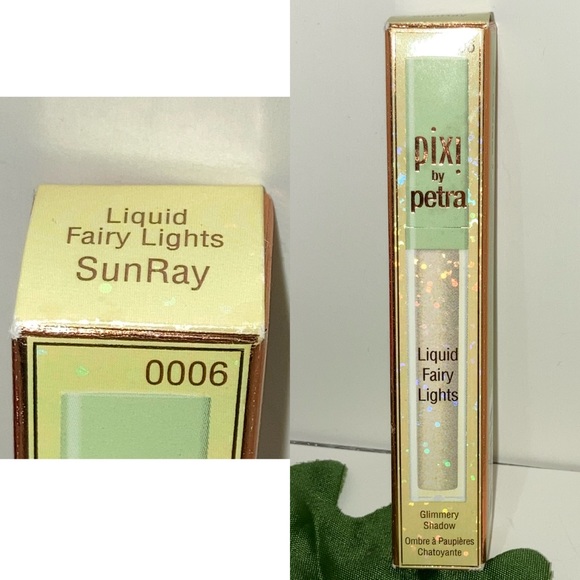 Liquid
Fairy Lights
SunRay
0006
pixi
by
petra
Liquid
Fairy
Lights
Glimmery
Shadow
Ombre à Paupières
Chatoyante